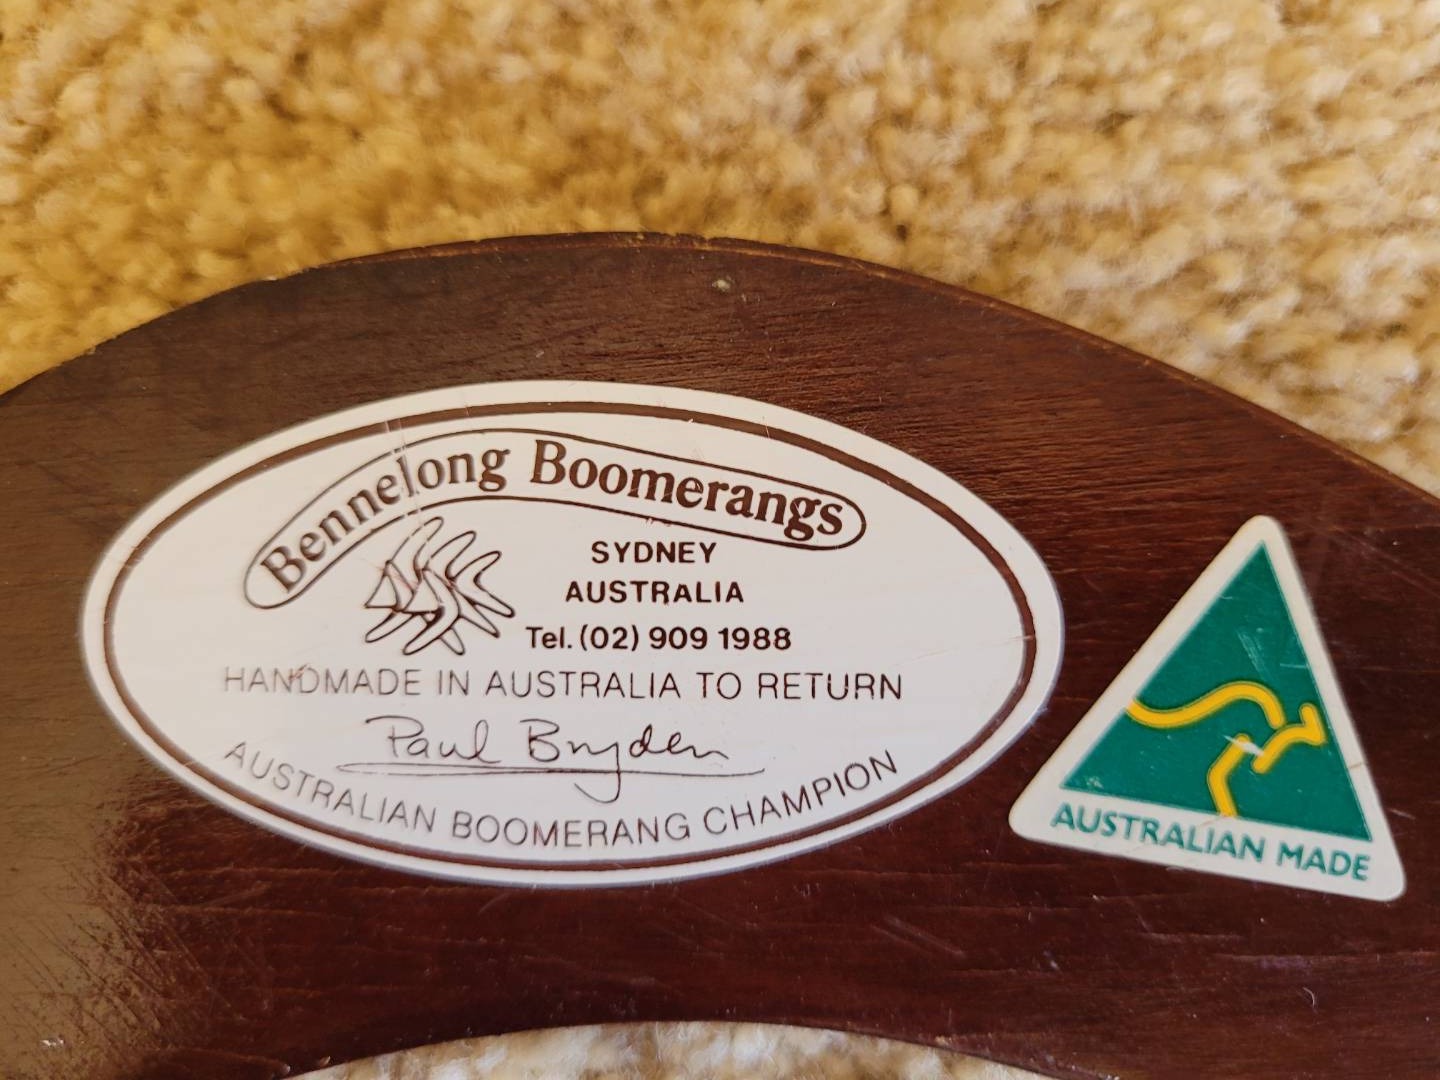 Bennelong Boomerangs
SYDNEY
AUSTRALIA
Tel. (02) 909 1988
HANDMADE IN AUSTRALIA TO RETURN
Paul Bryden
AUSTRALIAN BOOMERANG CHAMPION
AUSTRALIAN MADE